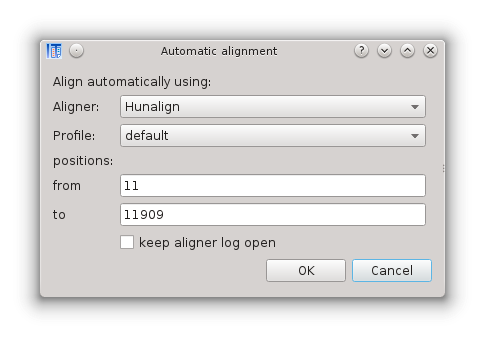 Automatic alignment
Align automatically using:
Aligner: Hunalign
Profile: default
positions:
from 11
to 11909
keep aligner log open
OK Cancel